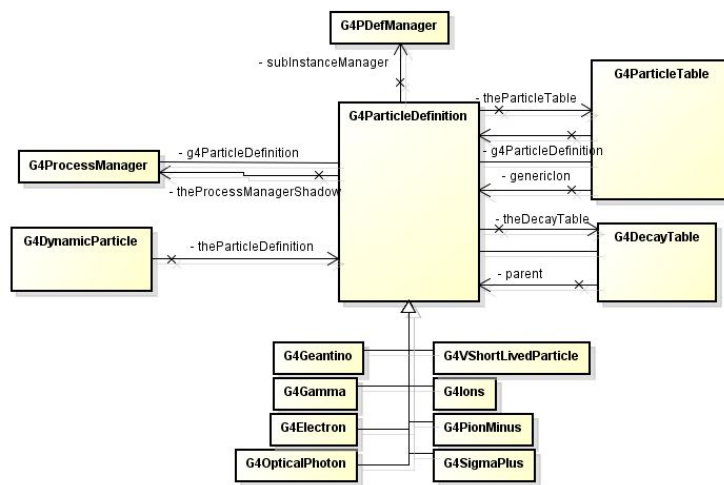 G4PDefManager
- subInstanceManager
G4ParticleDefinition
- theParticleTable
G4ParticleTable
- g4ParticleDefinition
- g4ParticleDefinition
G4ProcessManager
- theProcessManagerShadow
- genericIon
- theDecayTable
G4DynamicParticle
- theParticleDefinition
G4DecayTable
- parent
G4Geantino
G4VShortLivedParticle
G4Gamma
G4Ions
G4Electron
G4PionMinus
G4OpticalPhoton
G4SigmaPlus